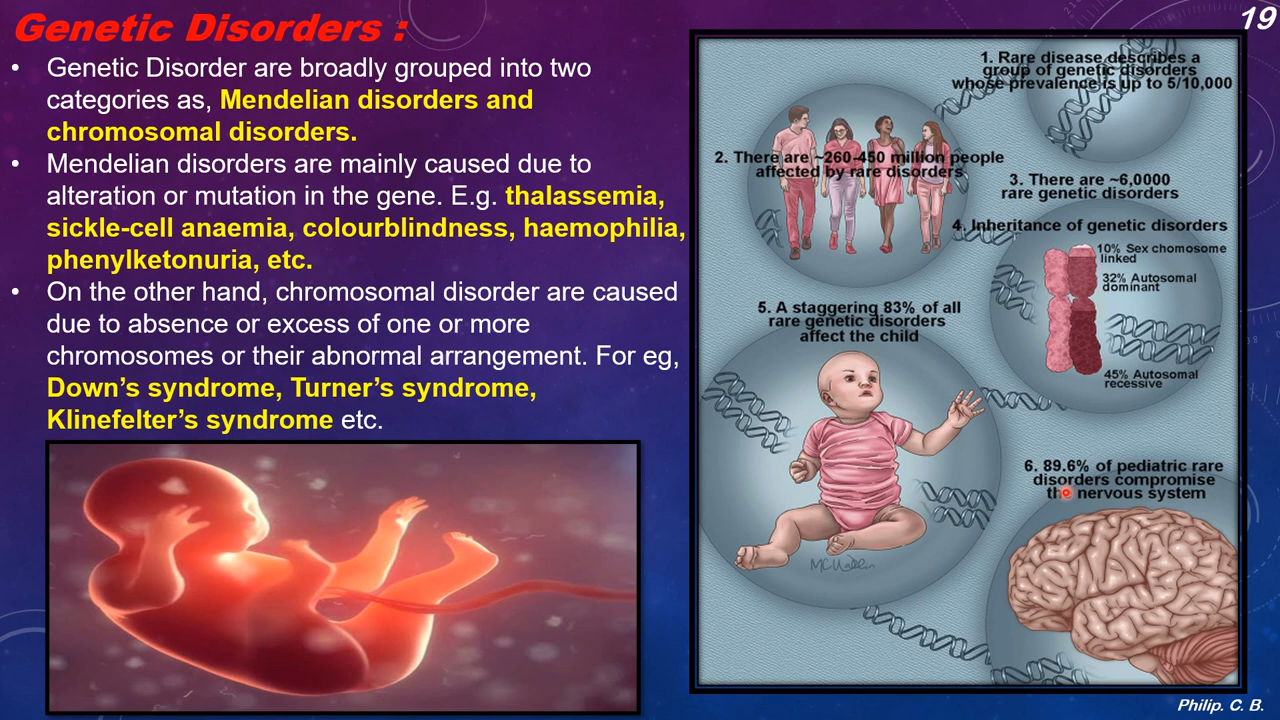 Genetic Disorders :
19
• Genetic Disorder are broadly grouped into two
categories as, Mendelian disorders and
chromosomal disorders.
• Mendelian disorders are mainly caused due to
alteration or mutation in the gene. E.g. thalassemia,
sickle-cell anaemia, colourblindness, haemophilia,
phenylketonuria, etc.
• On the other hand, chromosomal disorder are caused
due to absence or excess of one or more
chromosomes or their abnormal arrangement. For eg,
Down's syndrome, Turner's syndrome,
Klinefelter's syndrome etc.
1. Rare disease describes a
group of genetic disorders
whose prevalence is up to 5/10,000
2. There are ~260-450 million people
affected by rare disorders
3. There are ~6,0000
rare genetic disorders
4. Inheritance of genetic disorders
10% Sex chomosome
linked
32% Autosomal
dominant
45% Autosomal
recessive
5. A staggering 83% of all
rare genetic disorders
affect the child
6. 89.6% of pediatric rare
disorders compromise
the nervous system
Philip. C. B.